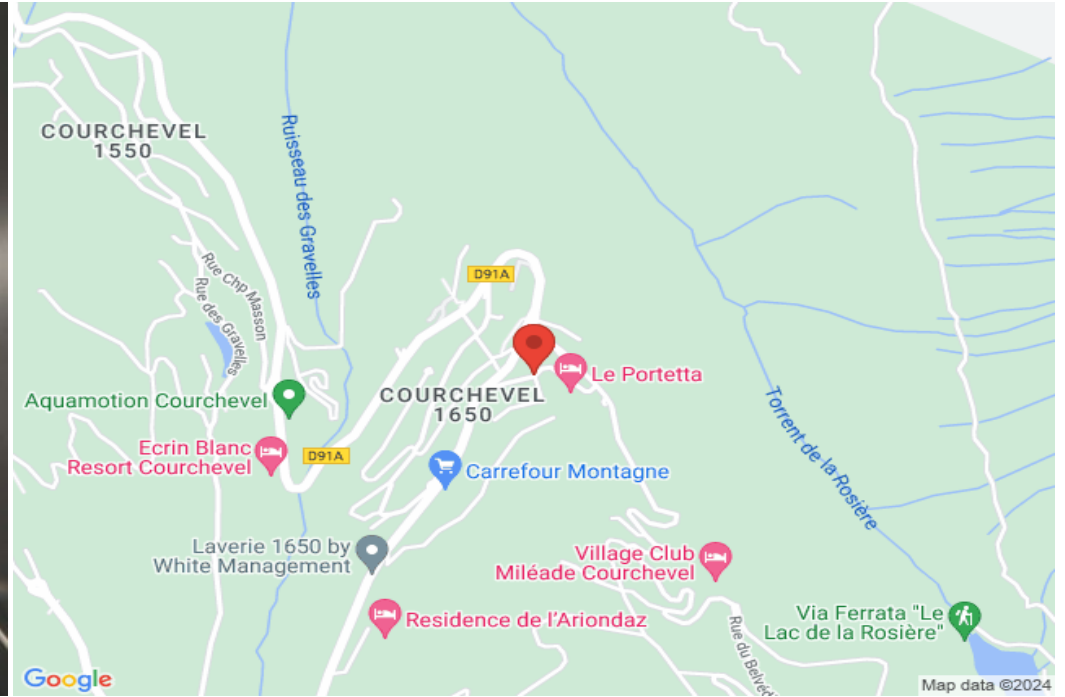 COURCHEVEL
1550
Ruisseau des Gravelles
D91A
Rue Chp Masson
Rue des Gravelles
Le Portetta
COURCHEVEL
1650
Aquamotion Courchevel
Ecrin Blanc
Resort Courchevel
D91A
Carrefour Montagne
Torrent de la Rosière
Laverie 1650 by
White Management
Village Club
Miléade Courchevel
Residence de l'Ariondaz
Via Ferrata "Le
Lac de la Rosière"
Rue du Belvéd
Google
Map data ©2024